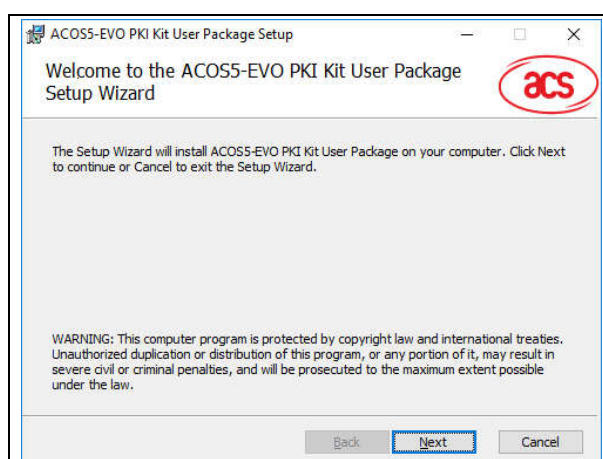 ACOS5-EVO PKI Kit User Package Setup
Welcome to the ACOS5-EVO PKI Kit User Package
Setup Wizard
acs
The Setup Wizard will install ACOS5-EVO PKI Kit User Package on your computer. Click Next
to continue or Cancel to exit the Setup Wizard.
WARNING: This computer program is protected by copyright law and international treaties.
Unauthorized duplication or distribution of this program, or any portion of it, may result in
severe civil or criminal penalties, and will be prosecuted to the maximum extent possible
under the law.
Back Next Cancel